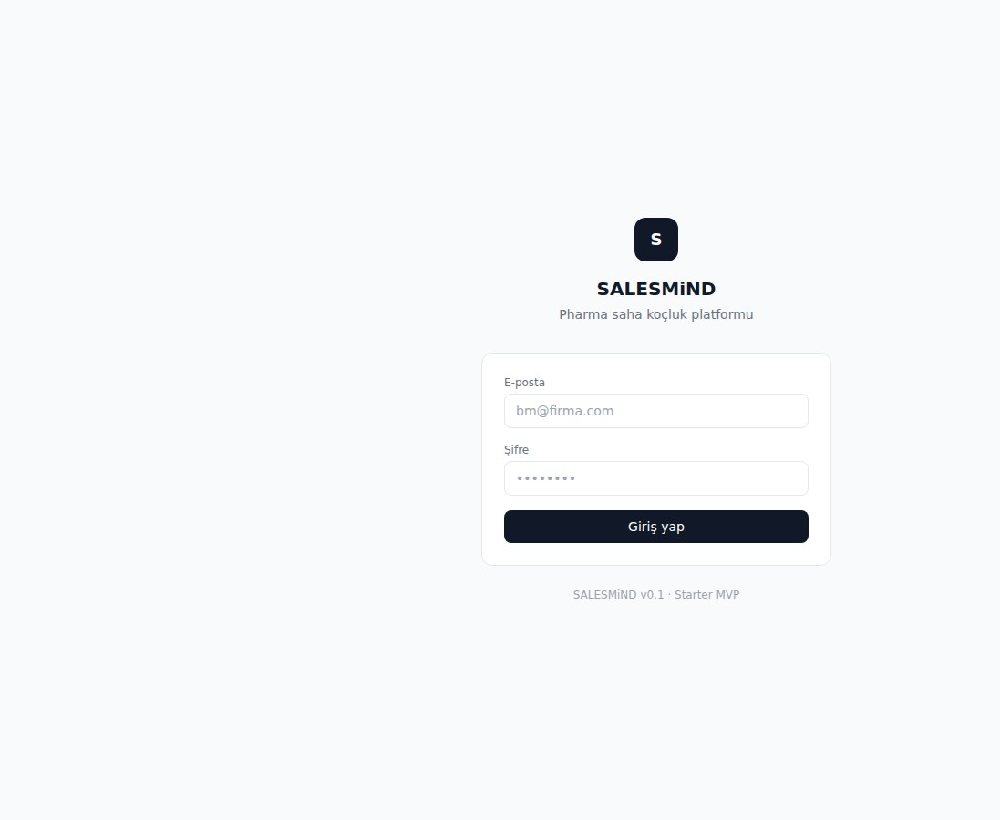 S
SALESMiND
Pharma saha koçluk platformu
E-posta
bm@firma.com
Şifre
••••••••
Giriş yap
SALESMiND v0.1 · Starter MVP